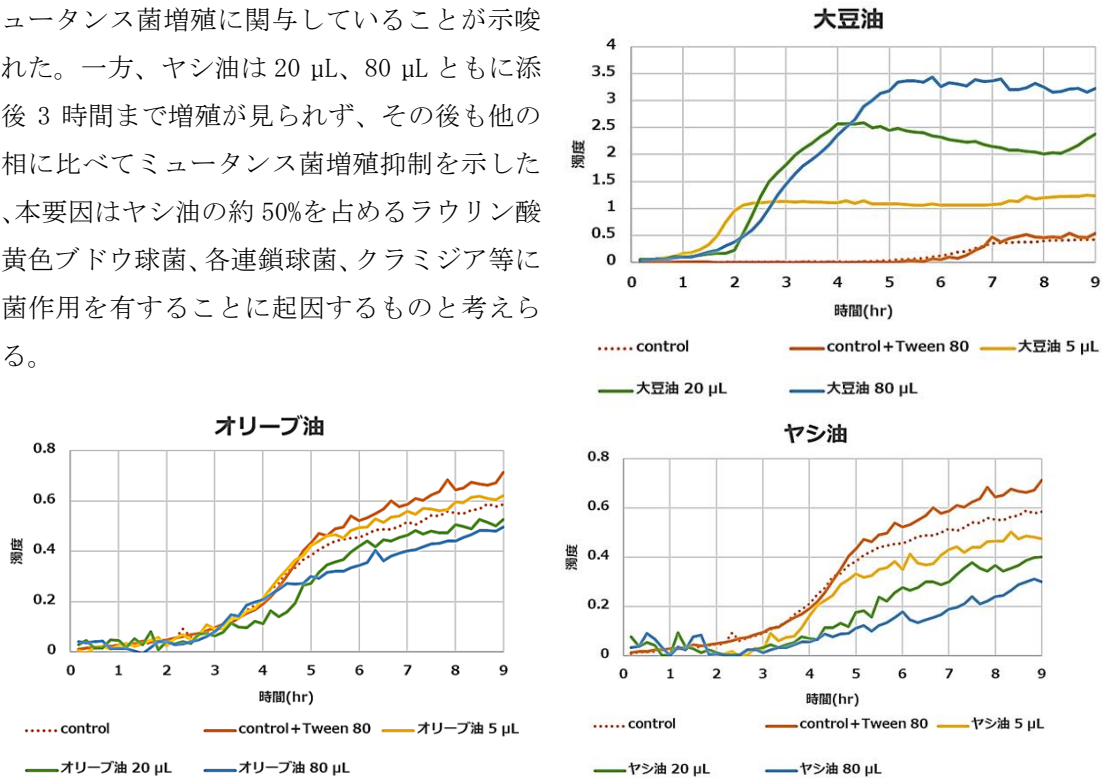 ュータンス菌増殖に関与していることが示唆
れた。一方、ヤシ油は 20 µL、80 µL ともに添
後 3 時間まで増殖が見られず、その後も他の
相に比べてミュータンス菌増殖抑制を示した
、本要因はヤシ油の約 50%を占めるラウリン酸
黄色ブドウ球菌、各連鎖球菌、クラミジア等に
菌作用を有することに起因するものと考えら
る。
大豆油
4
3.5
3
2.5
2
1.5
1
0.5
0
濁度
0 1 2 3 4 5 6 7 8 9
時間(hr)
control
control+Tween 80
大豆油 5 µL
大豆油 20 µL
大豆油 80 µL
オリーブ油
0.8
0.6
0.4
0.2
0
濁度
0 1 2 3 4 5 6 7 8 9
時間(hr)
control
control+Tween 80
オリーブ油 5 µL
オリーブ油 20 µL
オリーブ油 80 µL
ヤシ油
0.8
0.6
0.4
0.2
0
濁度
0 1 2 3 4 5 6 7 8 9
時間(hr)
control
control+Tween 80
ヤシ油 5 µL
ヤシ油 20 µL
ヤシ油 80 µL